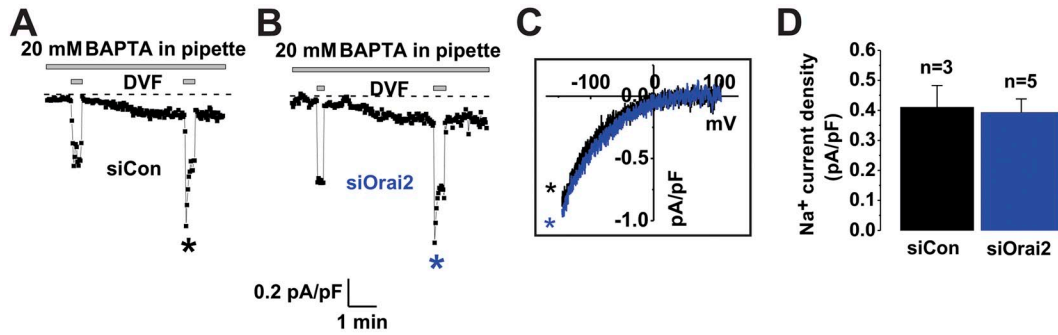 A
20 mM BAPTA in pipette
DVF
siCon
*
B
20 mM BAPTA in pipette
DVF
siOrai2
*
0.2 pA/pF
1 min
C
-100 0 100
0.0
mV
-0.5
-1.0
pA/pF
*
*
D
Na⁺ current density
(pA/pF)
0.6
0.5
0.4
0.3
0.2
0.1
0.0
n=3
n=5
siCon siOrai2